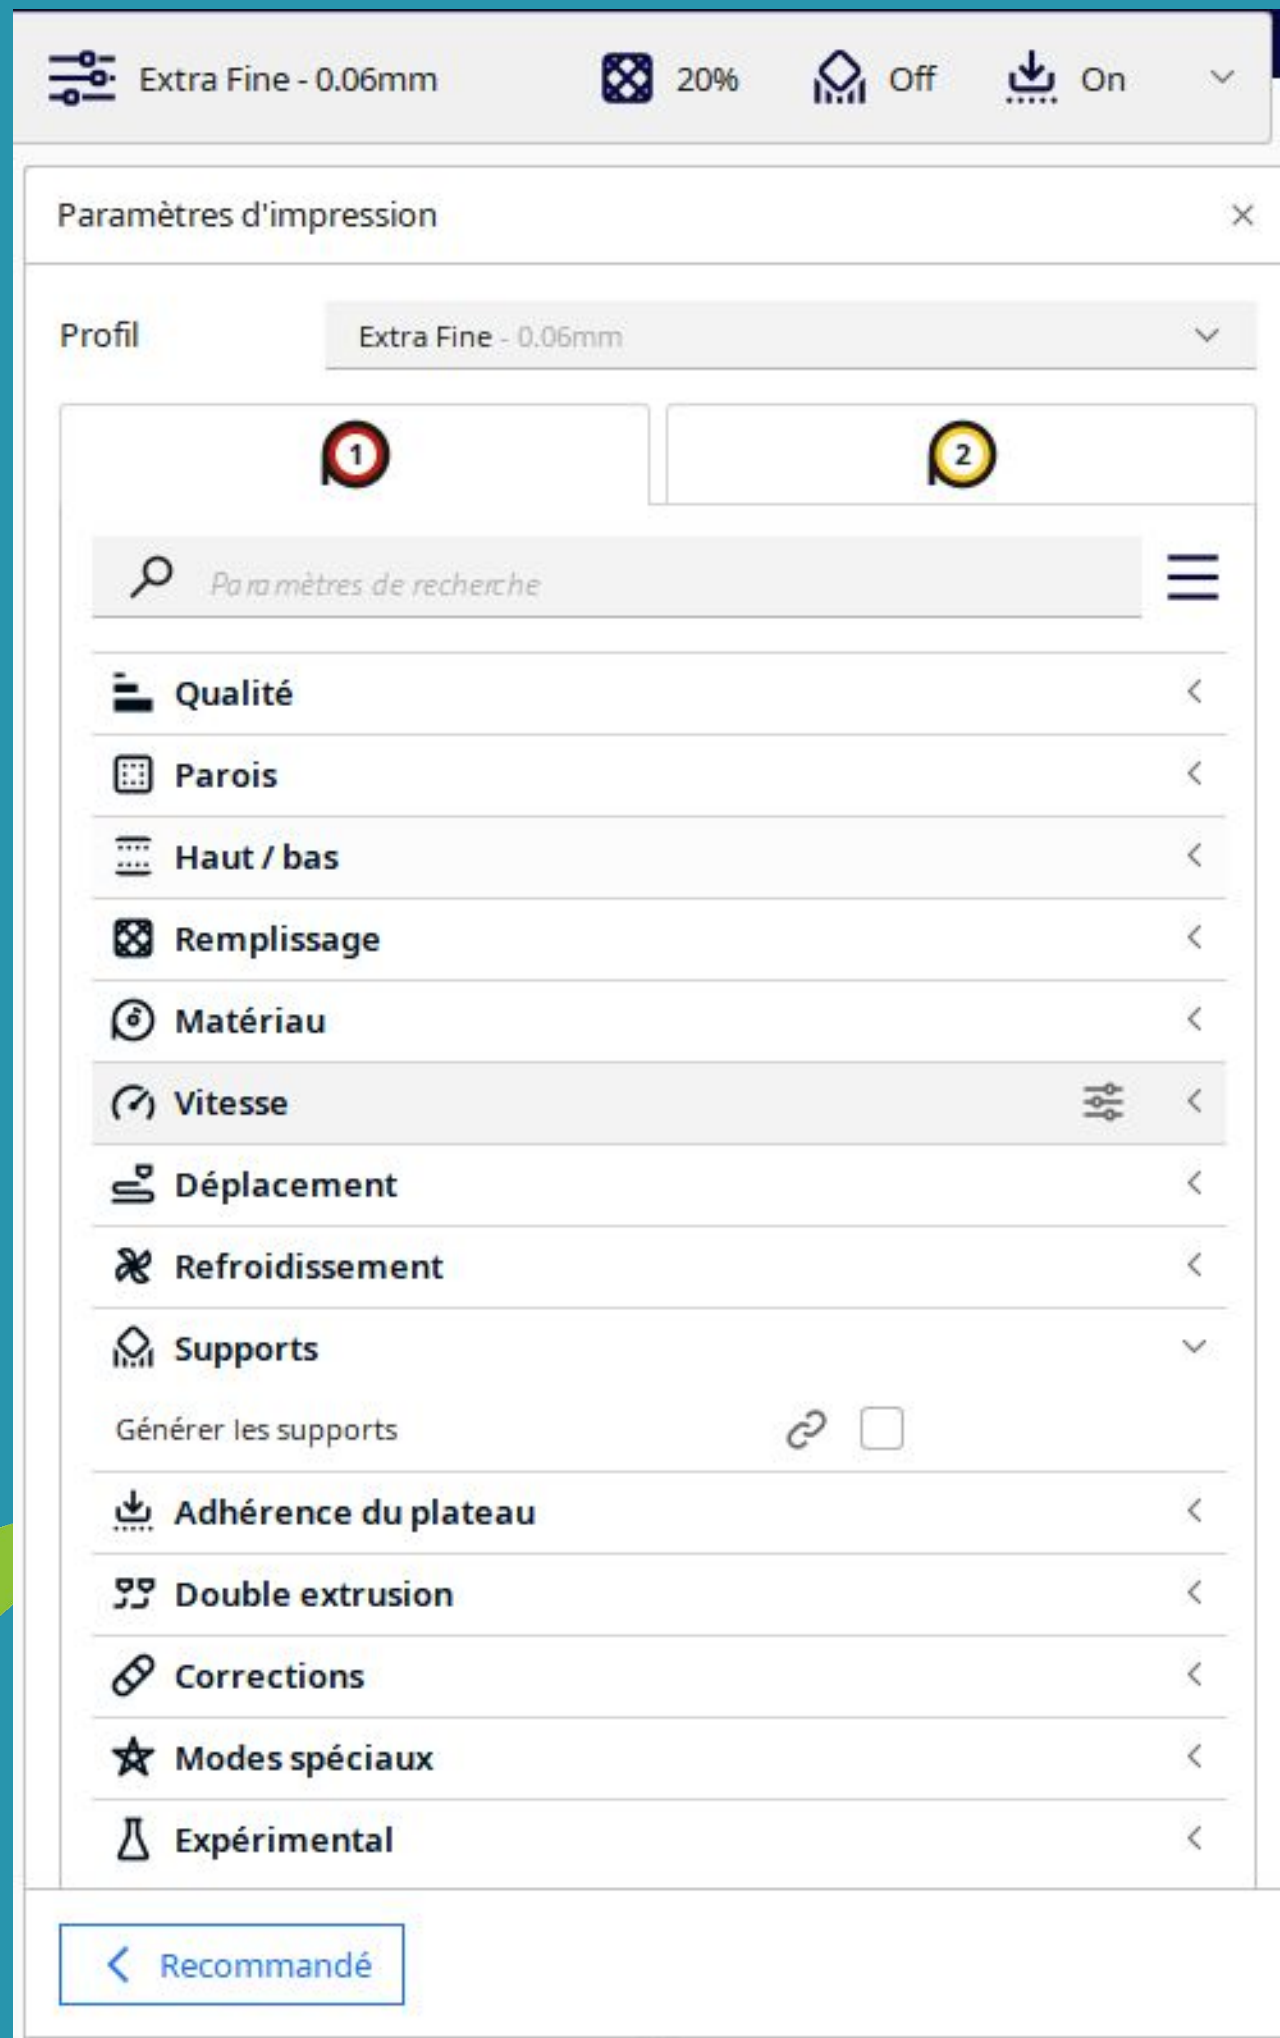 Extra Fine - 0.06mm 20% Off On
Paramètres d'impression
Profil Extra Fine - 0.06mm
1 2
Paramètres de recherche
Qualité
Parois
Haut / bas
Remplissage
Matériau
Vitesse
Déplacement
Refroidissement
Supports
Générer les supports
Adhérence du plateau
Double extrusion
Corrections
Modes spéciaux
Expérimental
Recommandé